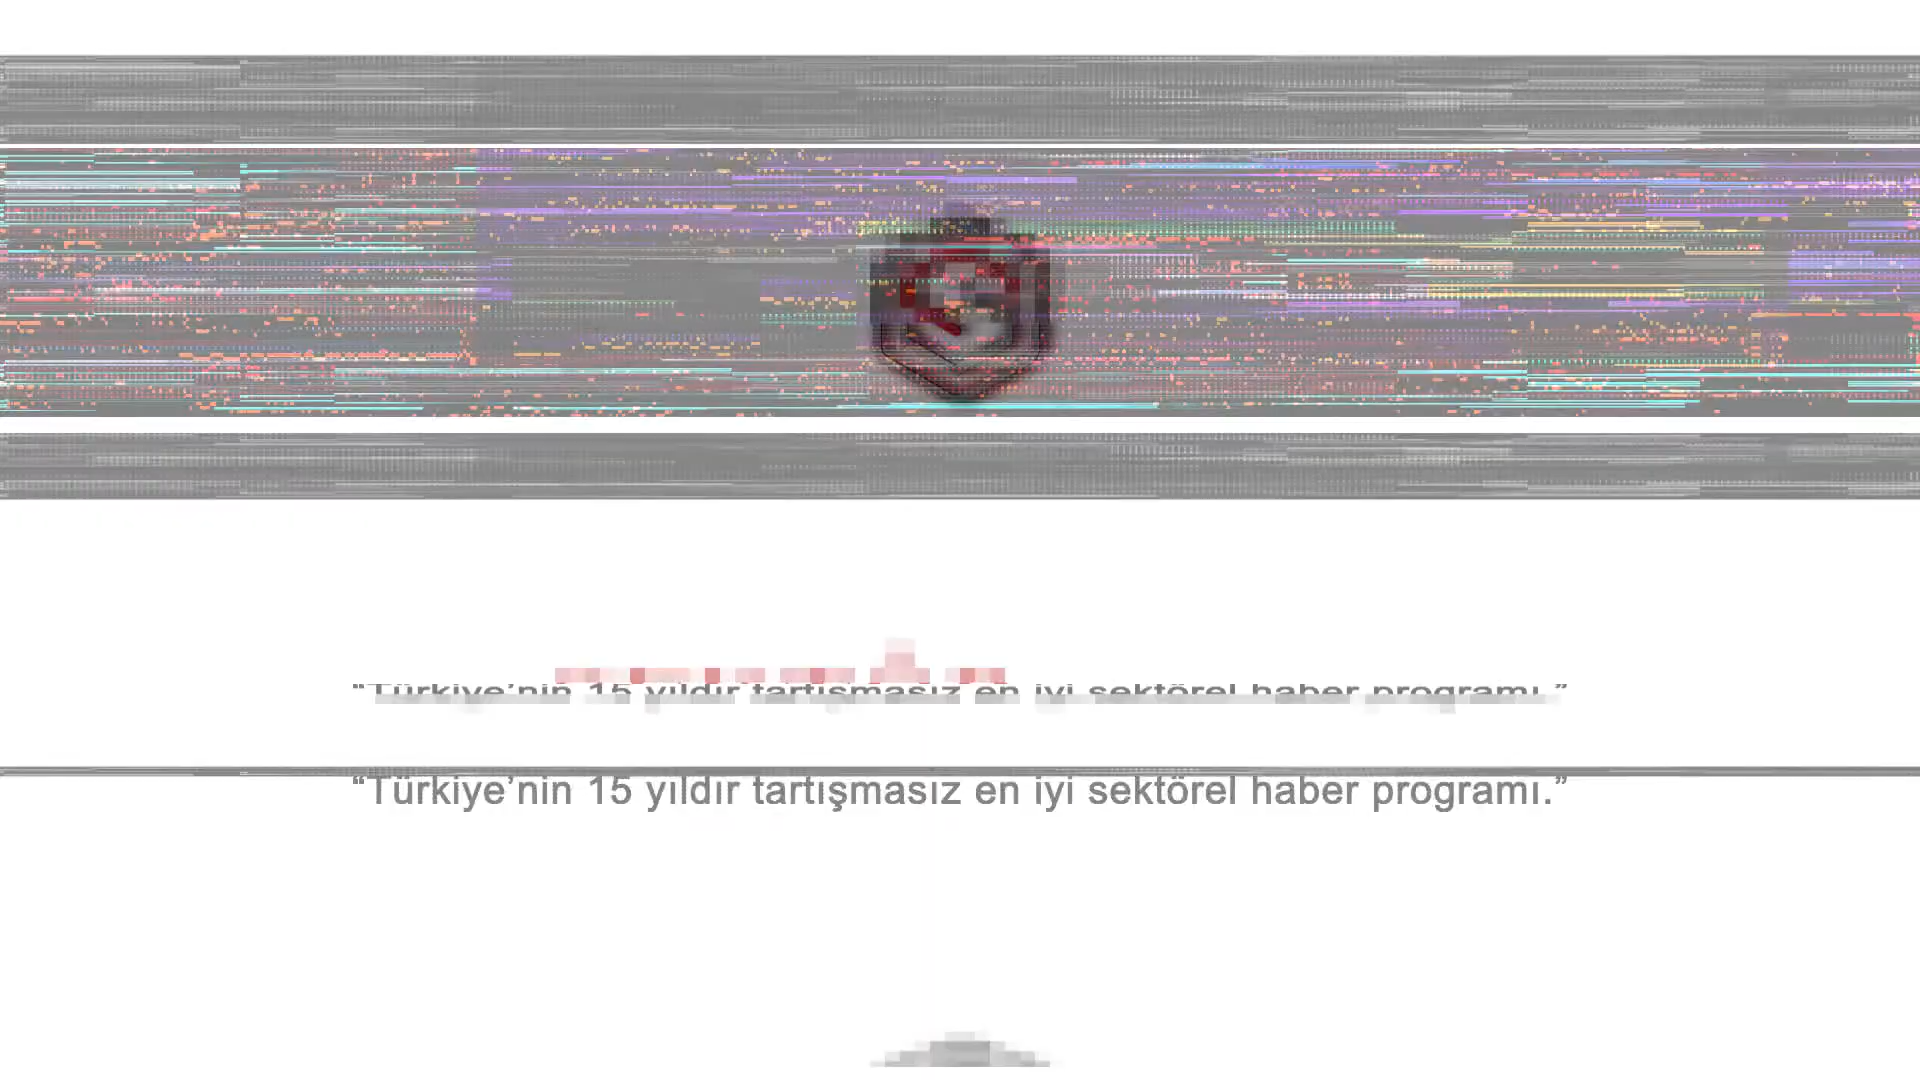 “Türkiye’nin 15 yıldır tartışmasız en iyi sektörel haber programı.”
“Türkiye’nin 15 yıldır tartışmasız en iyi sektörel haber programı.”